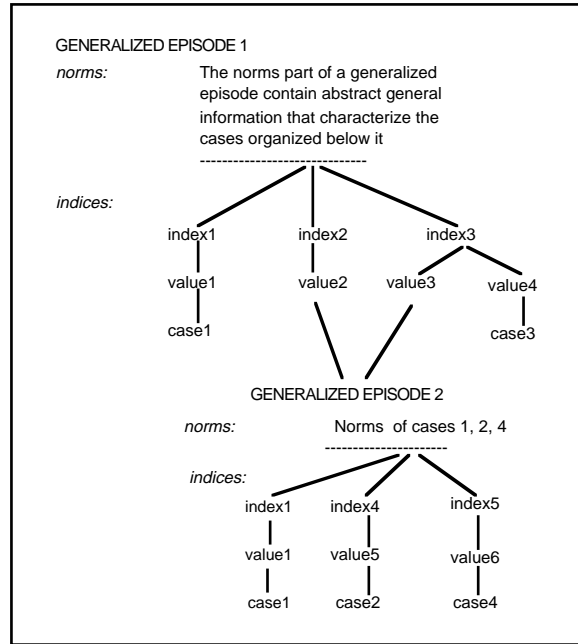 GENERALIZED EPISODE 1
norms: The norms part of a generalized
episode contain abstract general
information that characterize the
cases organized below it
--------------------------------
indices:
index1 index2 index3
value1 value2 value3 value4
case1 case3
GENERALIZED EPISODE 2
norms: Norms of cases 1, 2, 4
-----------------------
indices:
index1 index4 index5
value1 value5 value6
case1 case2 case4